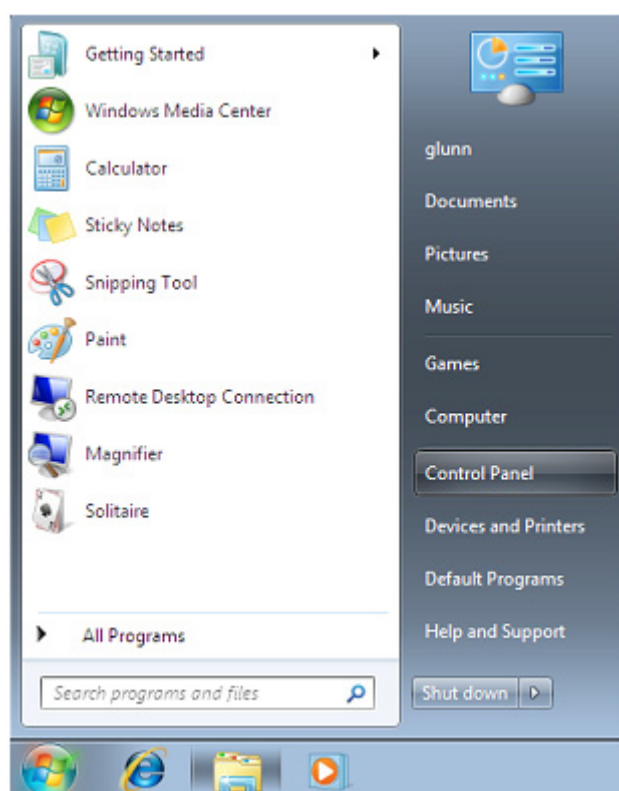 Getting Started
Windows Media Center
Calculator
Sticky Notes
Snipping Tool
Paint
Remote Desktop Connection
Magnifier
Solitaire
All Programs
Search programs and files
glunn
Documents
Pictures
Music
Games
Computer
Control Panel
Devices and Printers
Default Programs
Help and Support
Shut down